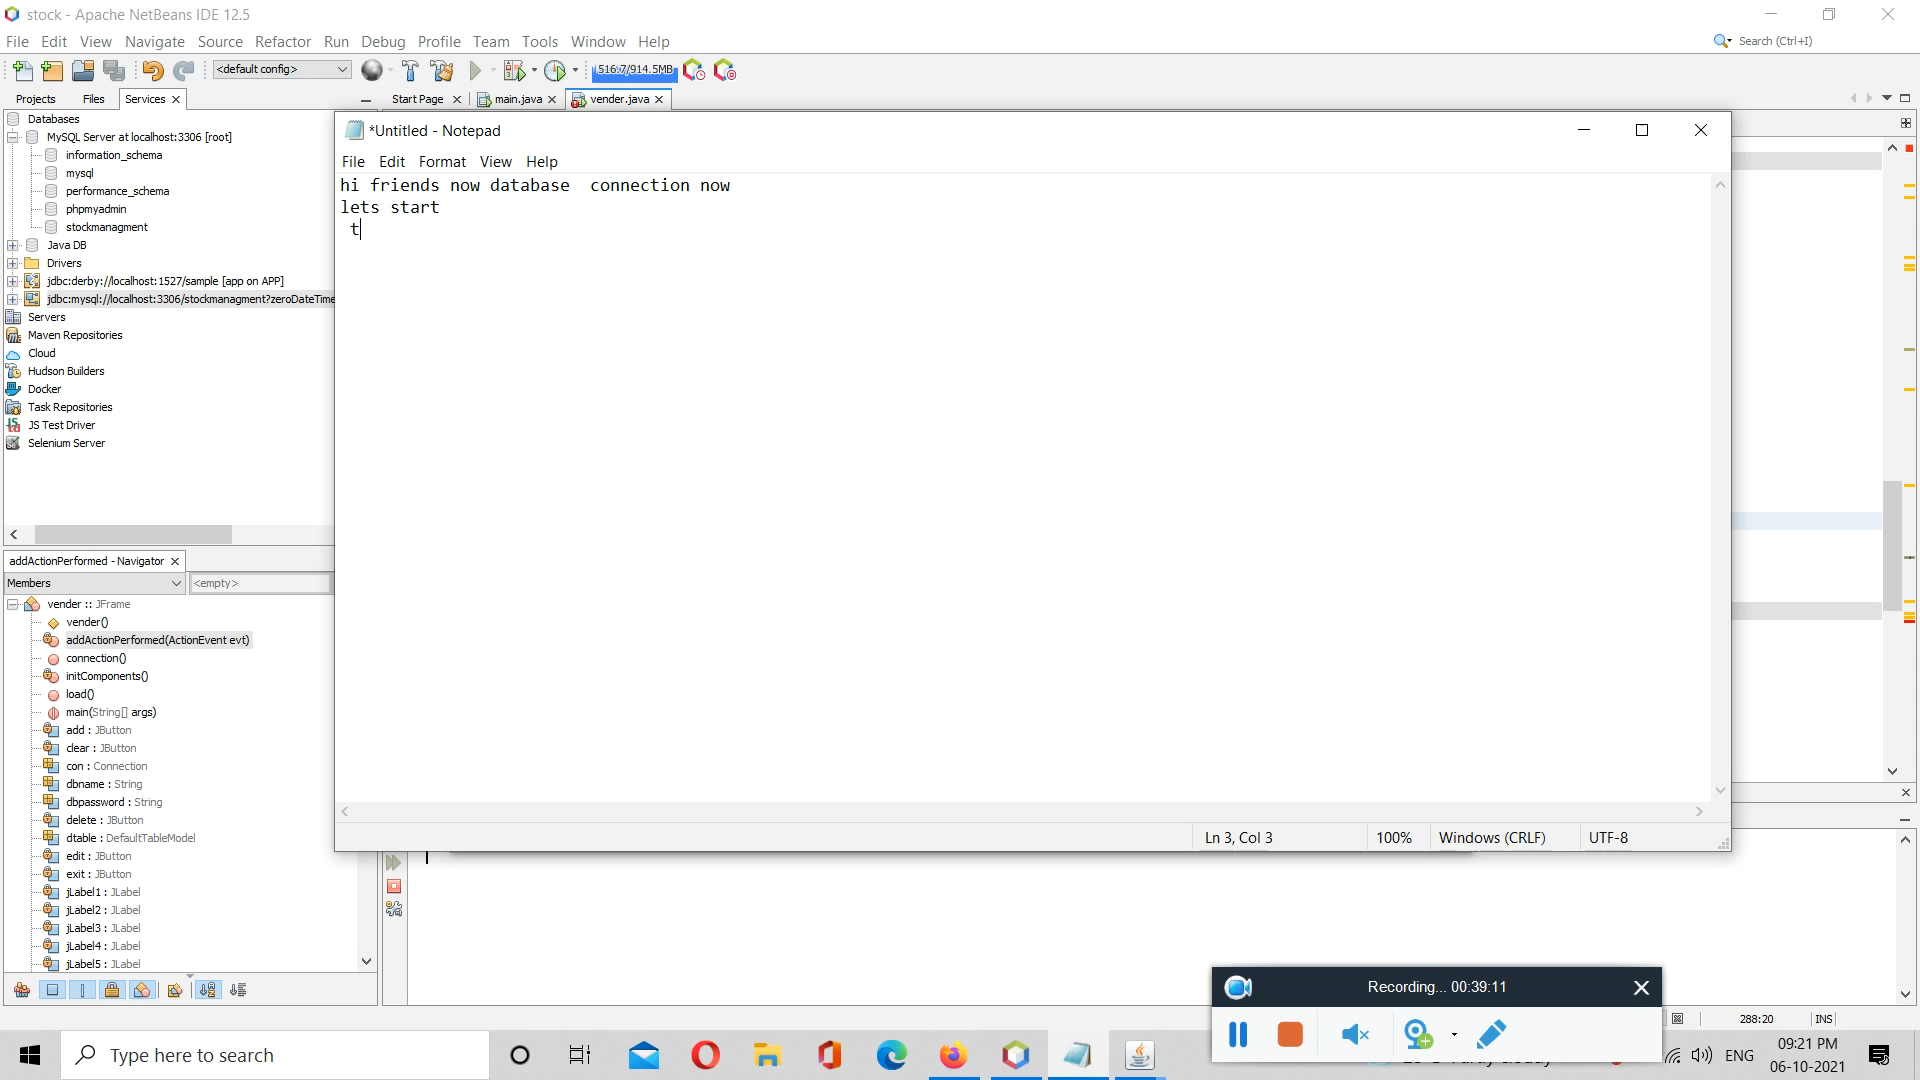 stock - Apache NetBeans IDE 12.5
File Edit View Navigate Source Refactor Run Debug Profile Team Tools Window Help
Search (Ctrl+I)
<default config>
516.7/914.5MB
Projects Files Services
Start Page main.java vender.java
Databases
MySQL Server at localhost:3306 [root]
information_schema
mysql
performance_schema
phpmyadmin
stockmanagment
Java DB
Drivers
jdbc:derby://localhost:1527/sample [app on APP]
jdbc:mysql://localhost:3306/stockmanagment?zeroDateTime
Servers
Maven Repositories
Cloud
Hudson Builders
Docker
Task Repositories
JS Test Driver
Selenium Server
*Untitled - Notepad
File Edit Format View Help
hi friends now database  connection now
lets start
t
Ln 3, Col 3
100%
Windows (CRLF)
UTF-8
addActionPerformed - Navigator
Members
<empty>
vender :: JFrame
vender()
addActionPerformed(ActionEvent evt)
connection()
initComponents()
load()
main(String[] args)
add : JButton
clear : JButton
con : Connection
dbname : String
dbpassword : String
delete : JButton
dtable : DefaultTableModel
edit : JButton
exit : JButton
jLabel1 : JLabel
jLabel2 : JLabel
jLabel3 : JLabel
jLabel4 : JLabel
jLabel5 : JLabel
Recording... 00:39:11
288:20
INS
Type here to search
ENG
09:21 PM
06-10-2021